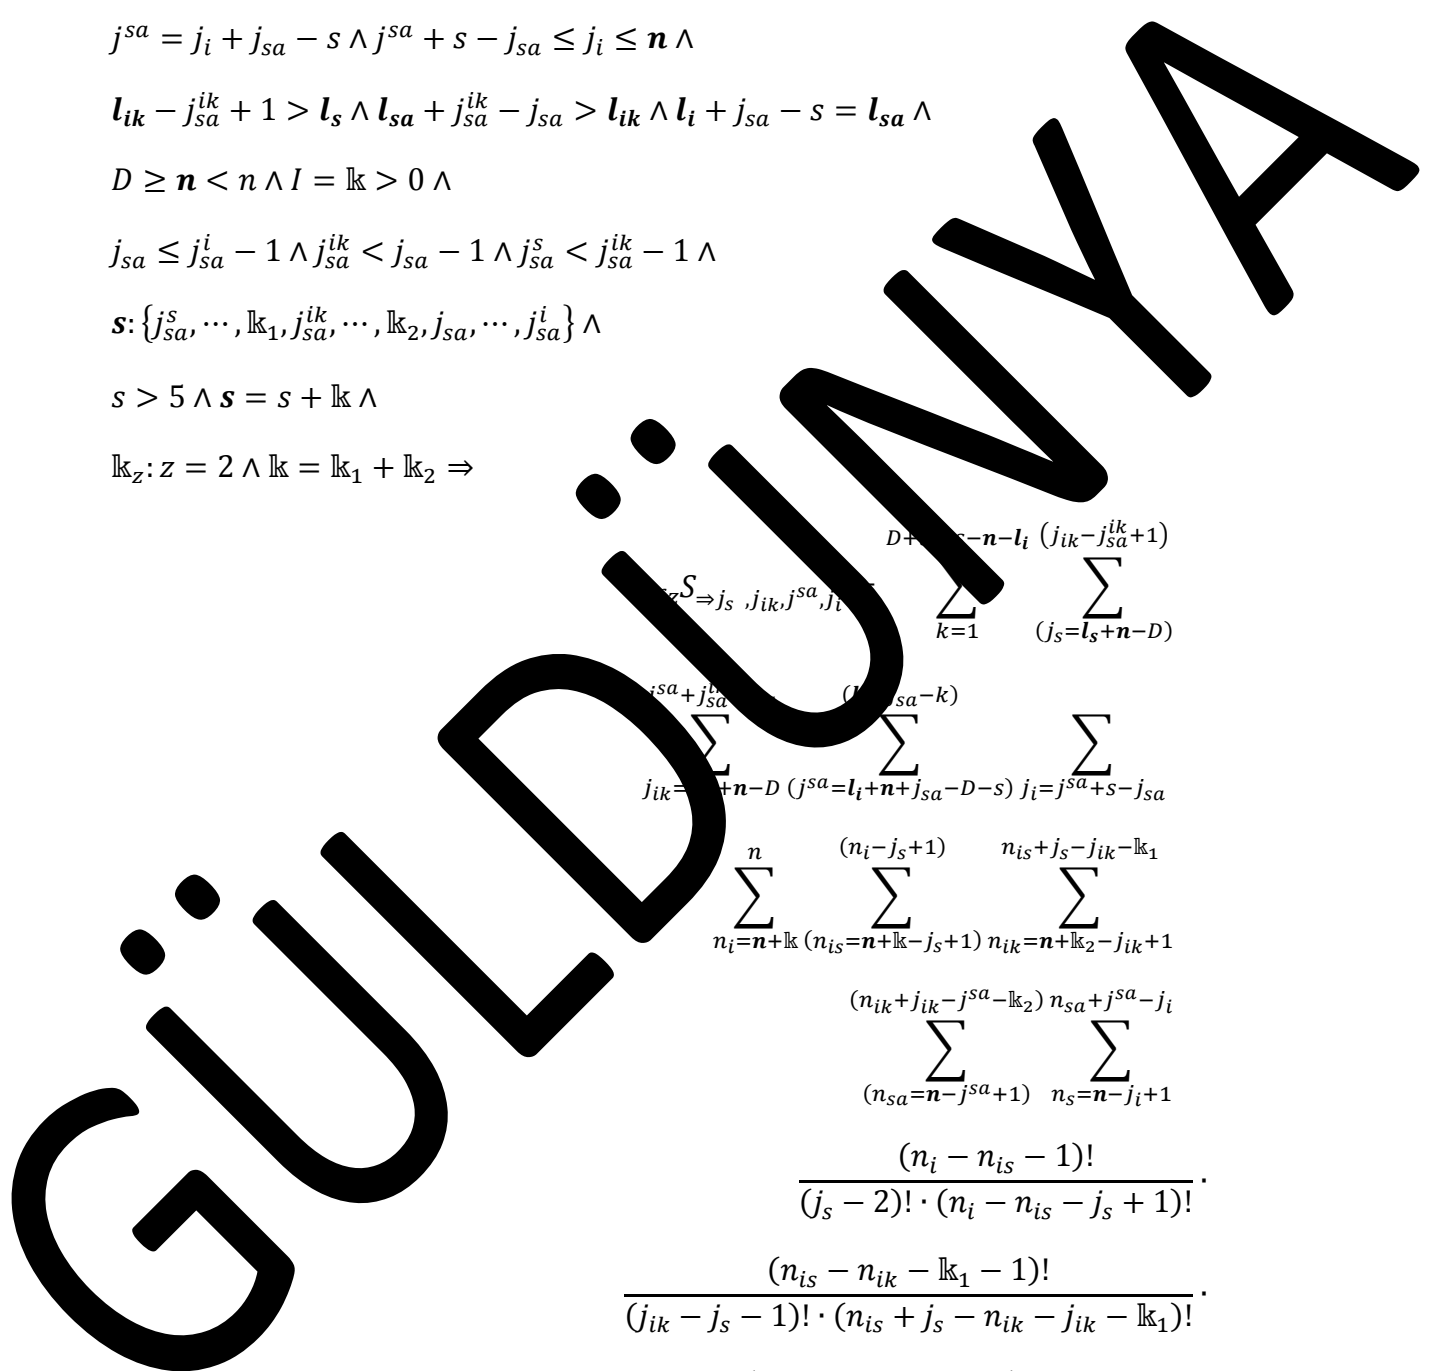 j^{sa} = j_i + j_{sa} − s ∧ j^{sa} + s − j_{sa} ≤ j_i ≤ n ∧
l_{ik} − j_{sa}^{ik} + 1 > l_s ∧ l_{sa} + j_{sa}^{ik} − j_{sa} > l_{ik} ∧ l_i + j_{sa} − s = l_{sa} ∧
D ≥ n < n ∧ I = 𝕜 > 0 ∧
j_{sa} ≤ j_{sa}^{i} − 1 ∧ j_{sa}^{ik} < j_{sa} − 1 ∧ j_{sa}^{s} < j_{sa}^{ik} − 1 ∧
s: {j_{sa}^{s}, ⋯ , 𝕜_1, j_{sa}^{ik}, ⋯ , 𝕜_2, j_{sa}, ⋯ , j_{sa}^{i}} ∧
s > 5 ∧ s = s + 𝕜 ∧
𝕜_z: z = 2 ∧ 𝕜 = 𝕜_1 + 𝕜_2 ⇒
−n−l_i (j_{ik}−j_{sa}^{ik}+1)
S_{⇒j_s ,j_{ik},j^{sa},j_i} ∑ ∑
k=1 (j_s=l_s+n−D)
j_{sa}−k)
∑ ∑ ∑
+n−D (j^{sa}=l_i+n+j_{sa}−D−s) j_i=j^{sa}+s−j_{sa}
n (n_i−j_s+1) n_{is}+j_s−j_{ik}−𝕜_1
∑ ∑ ∑
n_i=n+𝕜 (n_{is}=n+𝕜−j_s+1) n_{ik}=n+𝕜_2−j_{ik}+1
(n_{ik}+j_{ik}−j^{sa}−𝕜_2) n_{sa}+j^{sa}−j_i
∑ ∑
(n_{sa}=n−j^{sa}+1) n_s=n−j_i+1
(n_i − n_{is} − 1)!
(j_s − 2)! · (n_i − n_{is} − j_s + 1)! ·
(n_{is} − n_{ik} − 𝕜_1 − 1)!
(j_{ik} − j_s − 1)! · (n_{is} + j_s − n_{ik} − j_{ik} − 𝕜_1)! ·
GÜLDÜNYA